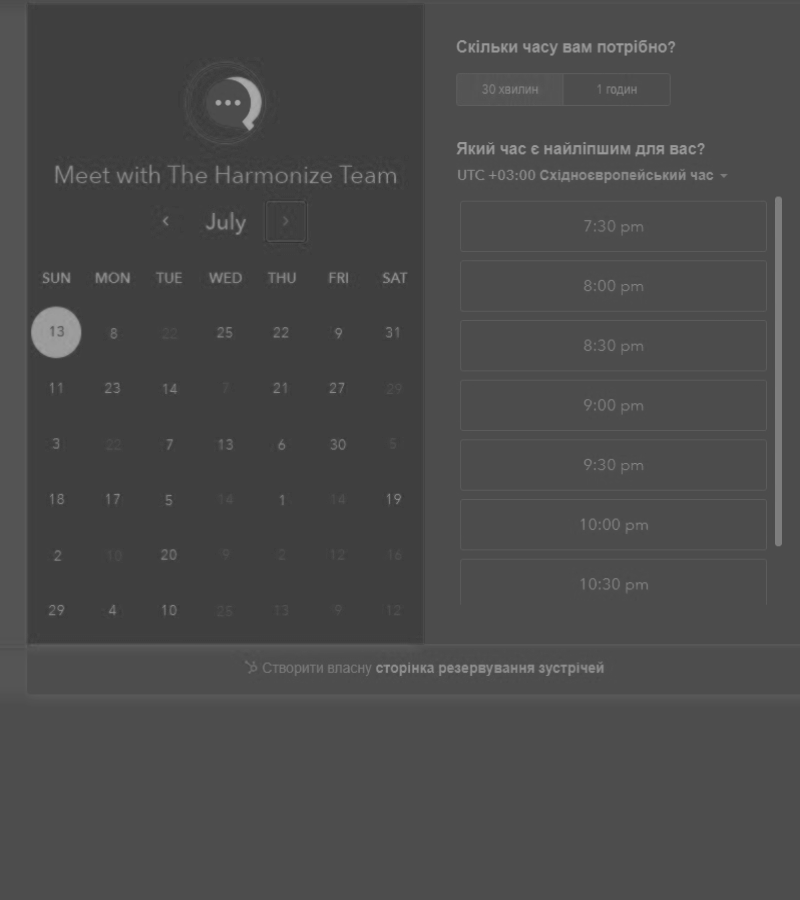 Meet with The Harmonize Team
July
SUN MON TUE WED THU FRI SAT
13 8 22 25 22 9 31
11 23 14 7 21 27 29
3 22 7 13 6 30 5
18 17 5 14 1 14 19
2 10 20 9 2 12 16
29 4 10 25 13 9 12
Скільки часу вам потрібно?
30 хвилин 1 годин
Який час є найліпшим для вас?
UTC +03:00 Східноєвропейський час
7:30 pm
8:00 pm
8:30 pm
9:00 pm
9:30 pm
10:00 pm
10:30 pm
Створити власну сторінка резервування зустрічей